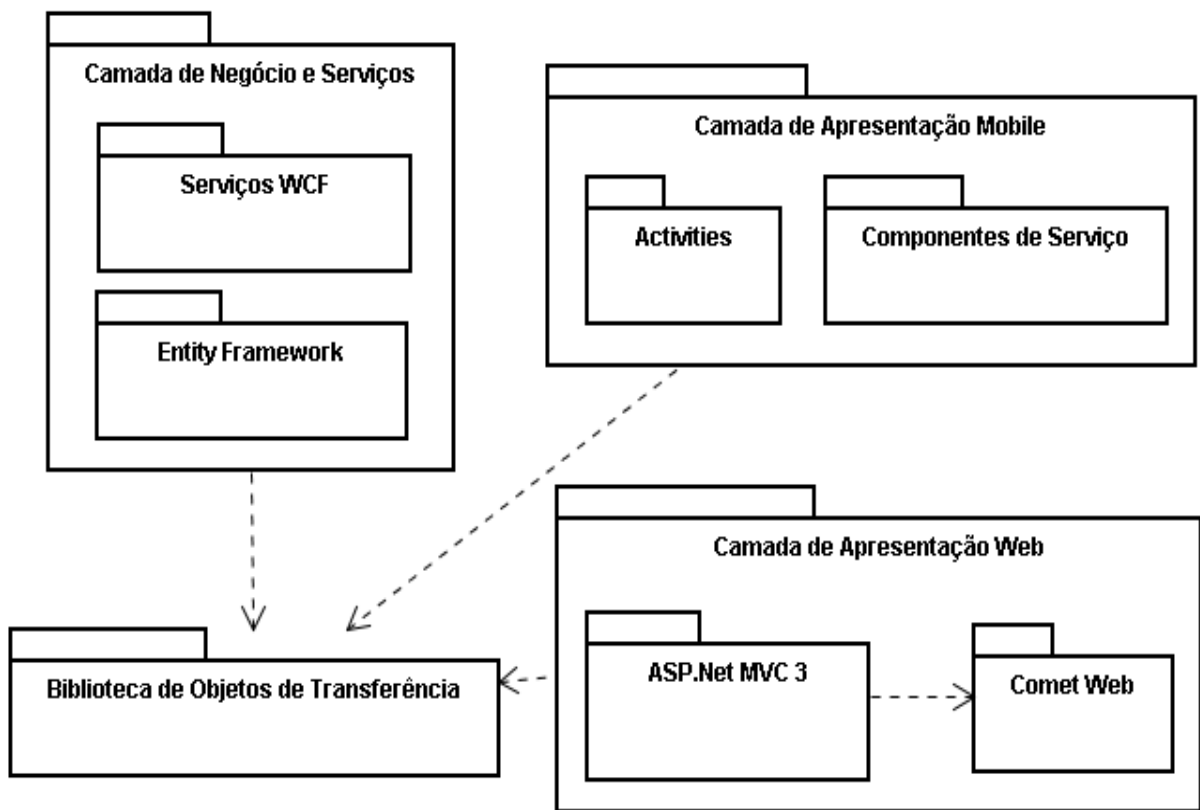 Camada de Negócio e Serviços
Serviços WCF
Entity Framework
Camada de Apresentação Mobile
Activities
Componentes de Serviço
Camada de Apresentação Web
ASP.Net MVC 3
Comet Web
Biblioteca de Objetos de Transferência